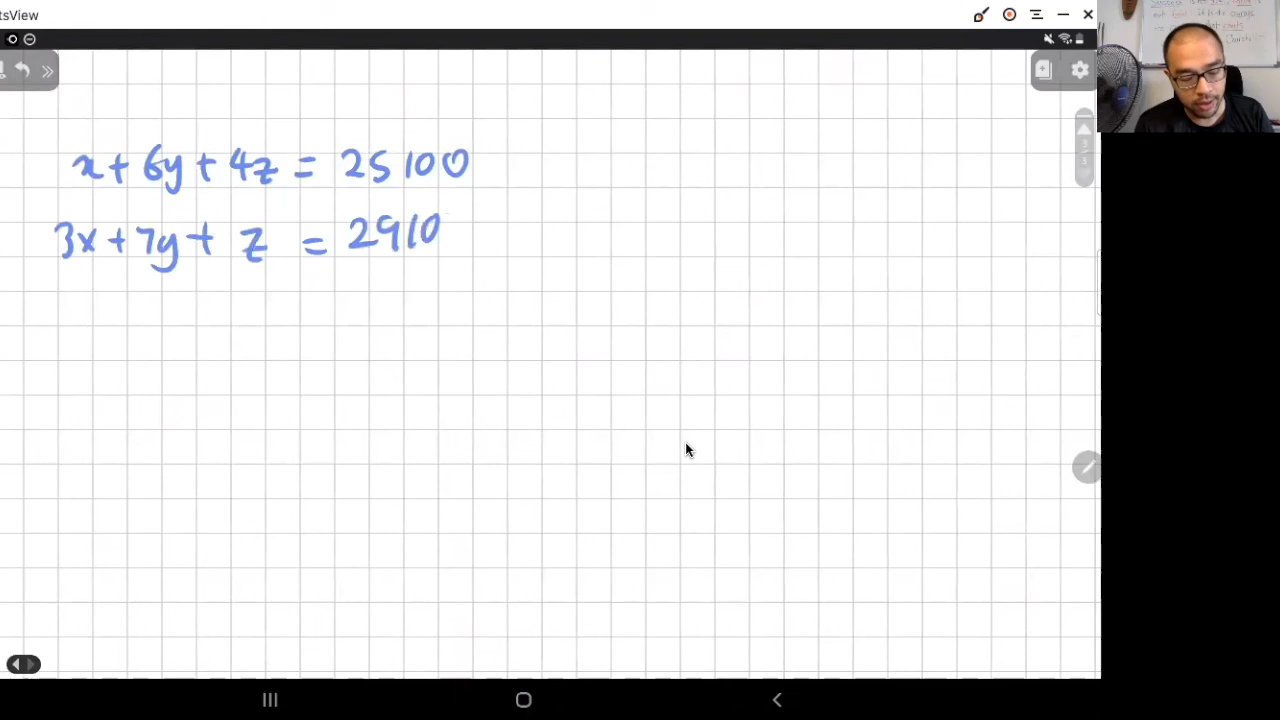 tsView
x + 6y + 4z = 25100
3x + 7y + z = 2910